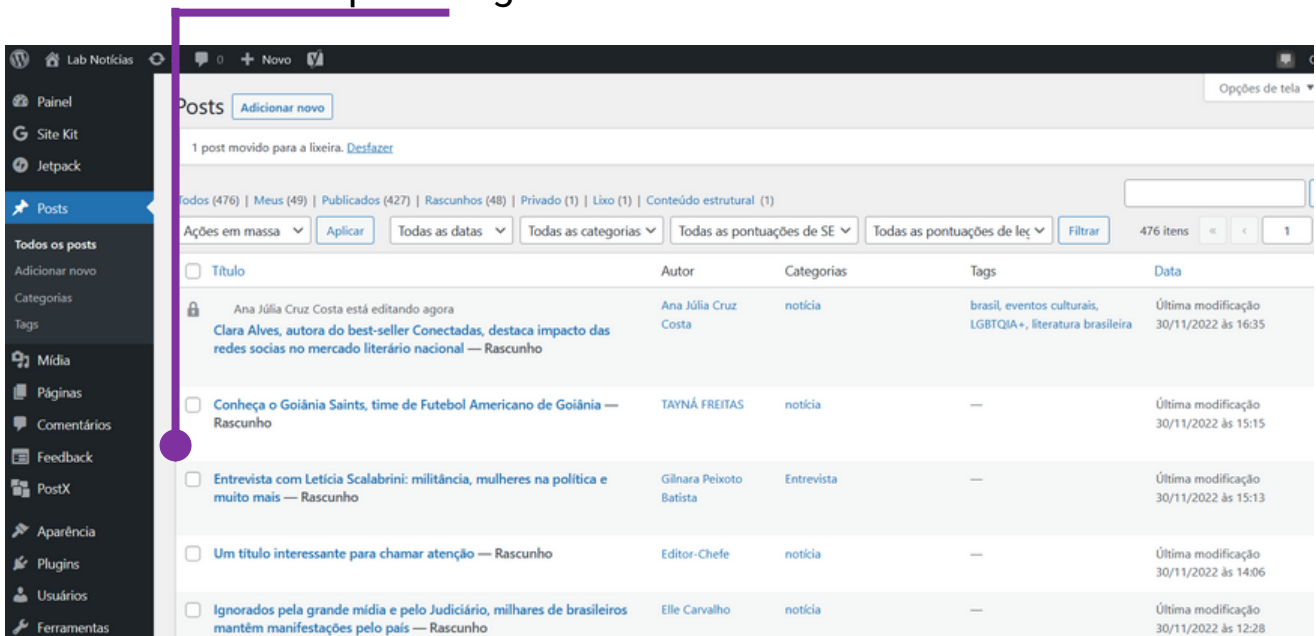 Lab Notícias 0 + Novo
Opções de tela
Painel
Site Kit
Jetpack
Posts
Todos os posts
Adicionar novo
Categorias
Tags
Mídia
Páginas
Comentários
Feedback
PostX
Aparência
Plugins
Usuários
Ferramentas
Posts Adicionar novo
1 post movido para a lixeira. Desfazer
Todos (476) | Meus (49) | Publicados (427) | Rascunhos (48) | Privado (1) | Lixo (1) | Conteúdo estrutural (1)
Ações em massa Aplicar Todas as datas Todas as categorias Todas as pontuações de SE Todas as pontuações de leg Filtrar 476 itens « ‹ 1
Título Autor Categorias Tags Data
Ana Júlia Cruz Costa está editando agora
Clara Alves, autora do best-seller Conectadas, destaca impacto das
redes socias no mercado literário nacional — Rascunho
Ana Júlia Cruz
Costa
notícia
brasil, eventos culturais,
LGBTQIA+, literatura brasileira
Última modificação
30/11/2022 às 16:35
Conheça o Goiânia Saints, time de Futebol Americano de Goiânia —
Rascunho
TAYNÁ FREITAS
notícia
—
Última modificação
30/11/2022 às 15:15
Entrevista com Letícia Scalabrini: militância, mulheres na política e
muito mais — Rascunho
Gilnara Peixoto
Batista
Entrevista
—
Última modificação
30/11/2022 às 15:13
Um título interessante para chamar atenção — Rascunho
Editor-Chefe
notícia
—
Última modificação
30/11/2022 às 14:06
Ignorados pela grande mídia e pelo Judiciário, milhares de brasileiros
mantêm manifestações pelo país — Rascunho
Elle Carvalho
notícia
—
Última modificação
30/11/2022 às 12:28